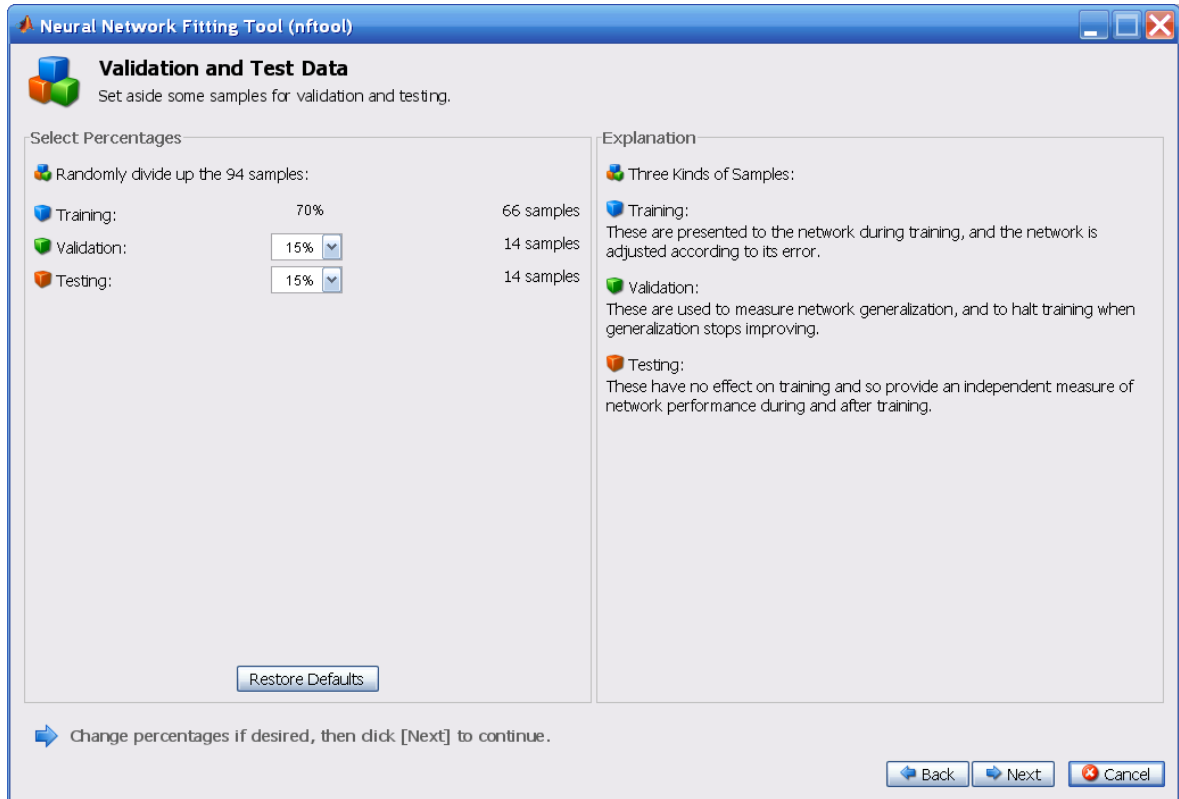 Neural Network Fitting Tool (nftool)
Validation and Test Data
Set aside some samples for validation and testing.
Select Percentages
Randomly divide up the 94 samples:
Training: 70% 66 samples
Validation: 15% 14 samples
Testing: 15% 14 samples
Restore Defaults
Explanation
Three Kinds of Samples:
Training:
These are presented to the network during training, and the network is
adjusted according to its error.
Validation:
These are used to measure network generalization, and to halt training when
generalization stops improving.
Testing:
These have no effect on training and so provide an independent measure of
network performance during and after training.
Change percentages if desired, then click [Next] to continue.
Back Next Cancel